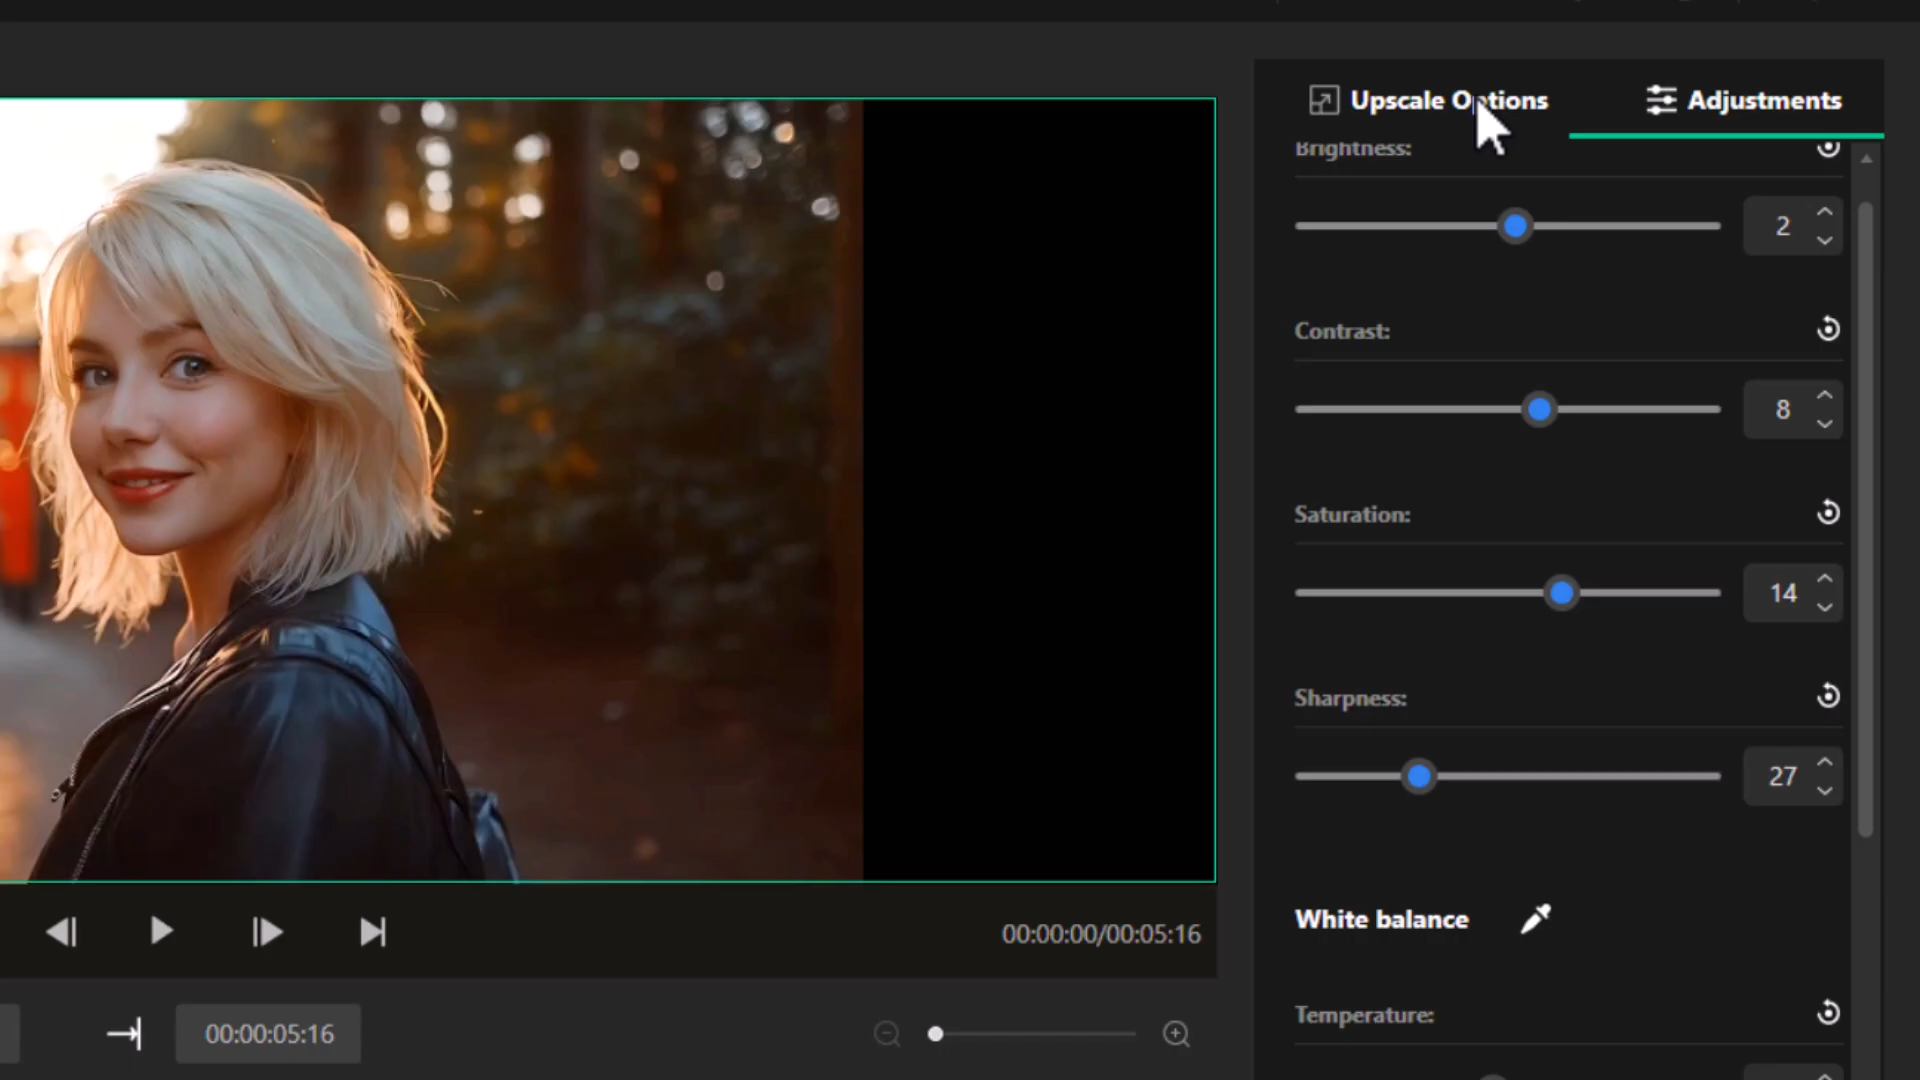 Upscale Options
Adjustments
Brightness:
2
Contrast:
8
Saturation:
14
Sharpness:
27
White balance
Temperature:
00:00:00/00:05:16
00:00:05:16